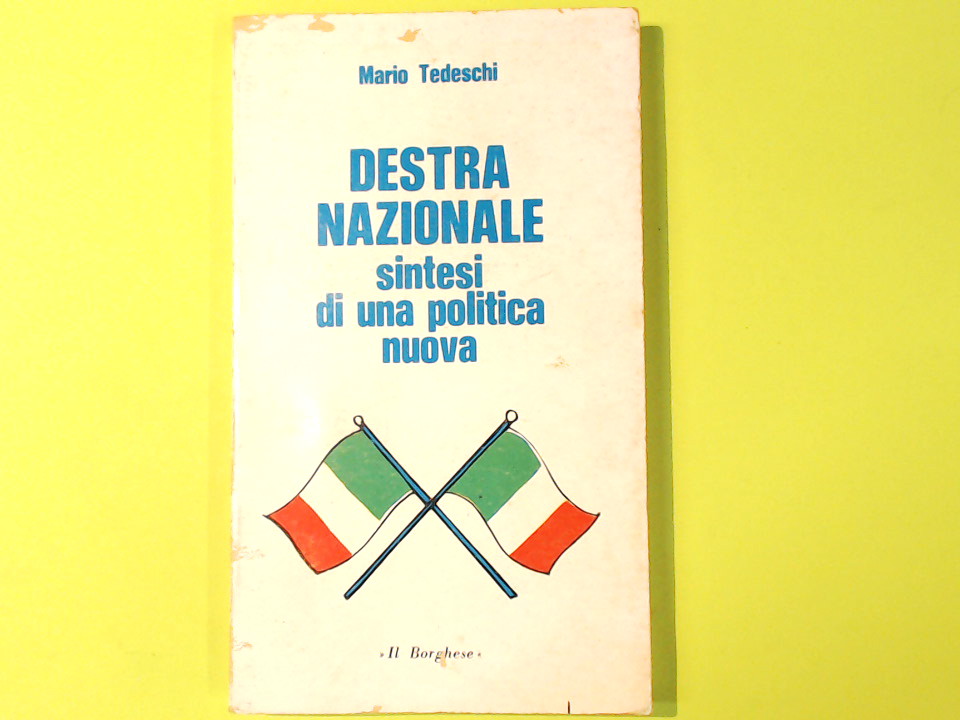 Mario Tedeschi
DESTRA
NAZIONALE
sintesi
di una politica
nuova
»Il Borghese«